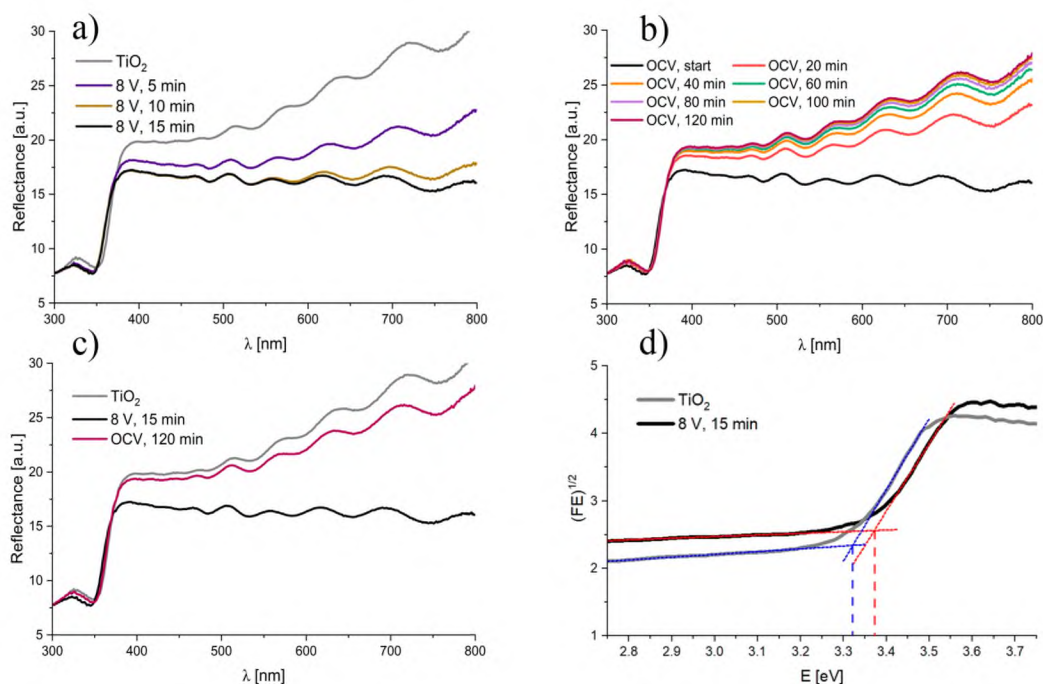 a)
TiO₂
8 V, 5 min
8 V, 10 min
8 V, 15 min
Reflectance [a.u.]
30
25
20
15
10
5
300 400 500 600 700 800
λ [nm]
b)
OCV, start OCV, 20 min
OCV, 40 min OCV, 60 min
OCV, 80 min OCV, 100 min
OCV, 120 min
Reflectance [a.u.]
30
25
20
15
10
5
300 400 500 600 700 800
λ [nm]
c)
TiO₂
8 V, 15 min
OCV, 120 min
Reflectance [a.u.]
30
25
20
15
10
5
300 400 500 600 700 800
λ [nm]
d)
TiO₂
8 V, 15 min
(FE)^1/2
5
4
3
2
1
2.8 2.9 3.0 3.1 3.2 3.3 3.4 3.5 3.6 3.7
E [eV]